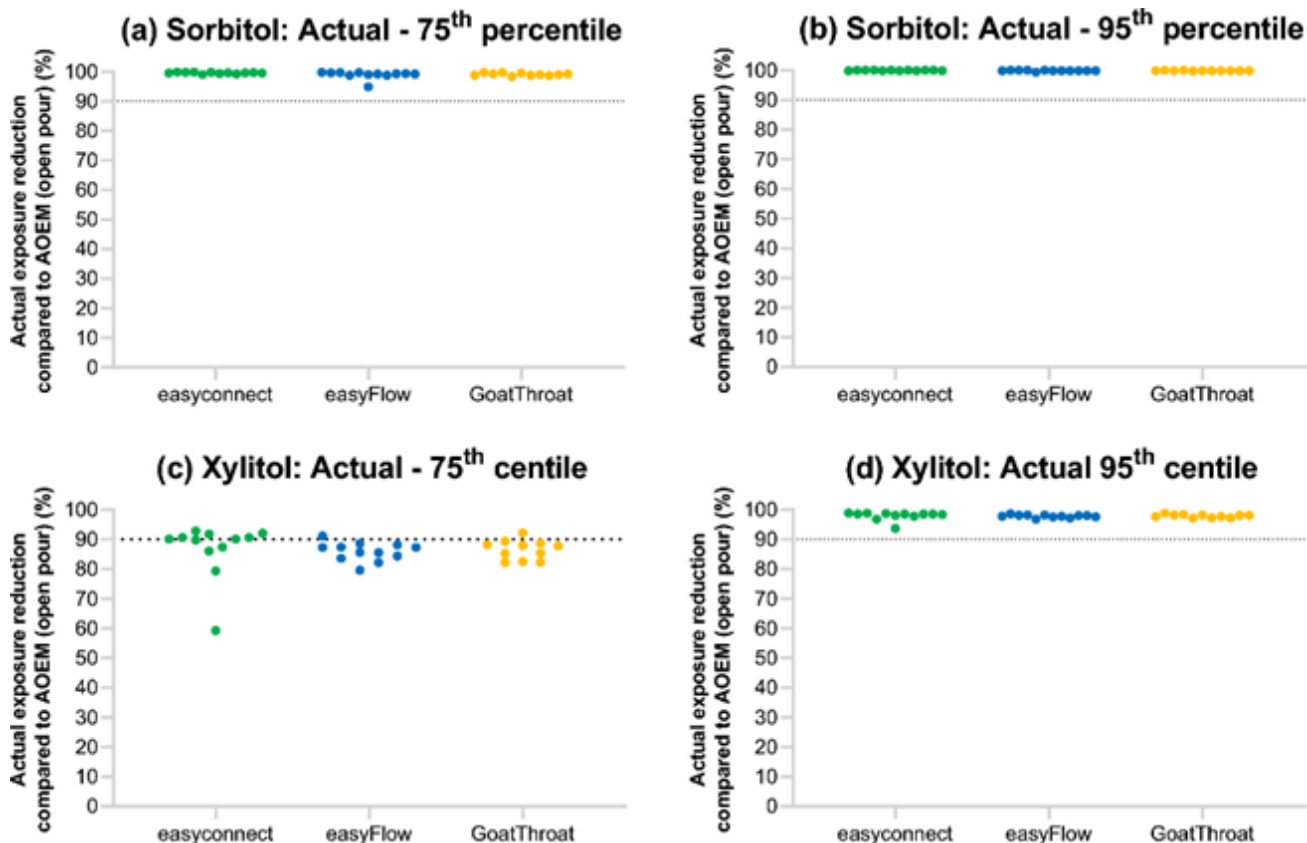 (a) Sorbitol: Actual - 75th percentile
Actual exposure reduction
compared to AOEM (open pour) (%)
100
90
80
70
60
50
40
30
20
10
0
easyconnect easyFlow GoatThroat
(b) Sorbitol: Actual - 95th percentile
Actual exposure reduction
compared to AOEM (open pour) (%)
100
90
80
70
60
50
40
30
20
10
0
easyconnect easyFlow GoatThroat
(c) Xylitol: Actual - 75th centile
Actual exposure reduction
compared to AOEM (open pour) (%)
100
90
80
70
60
50
40
30
20
10
0
easyconnect easyFlow GoatThroat
(d) Xylitol: Actual 95th centile
Actual exposure reduction
compared to AOEM (open pour) (%)
100
90
80
70
60
50
40
30
20
10
0
easyconnect easyFlow GoatThroat